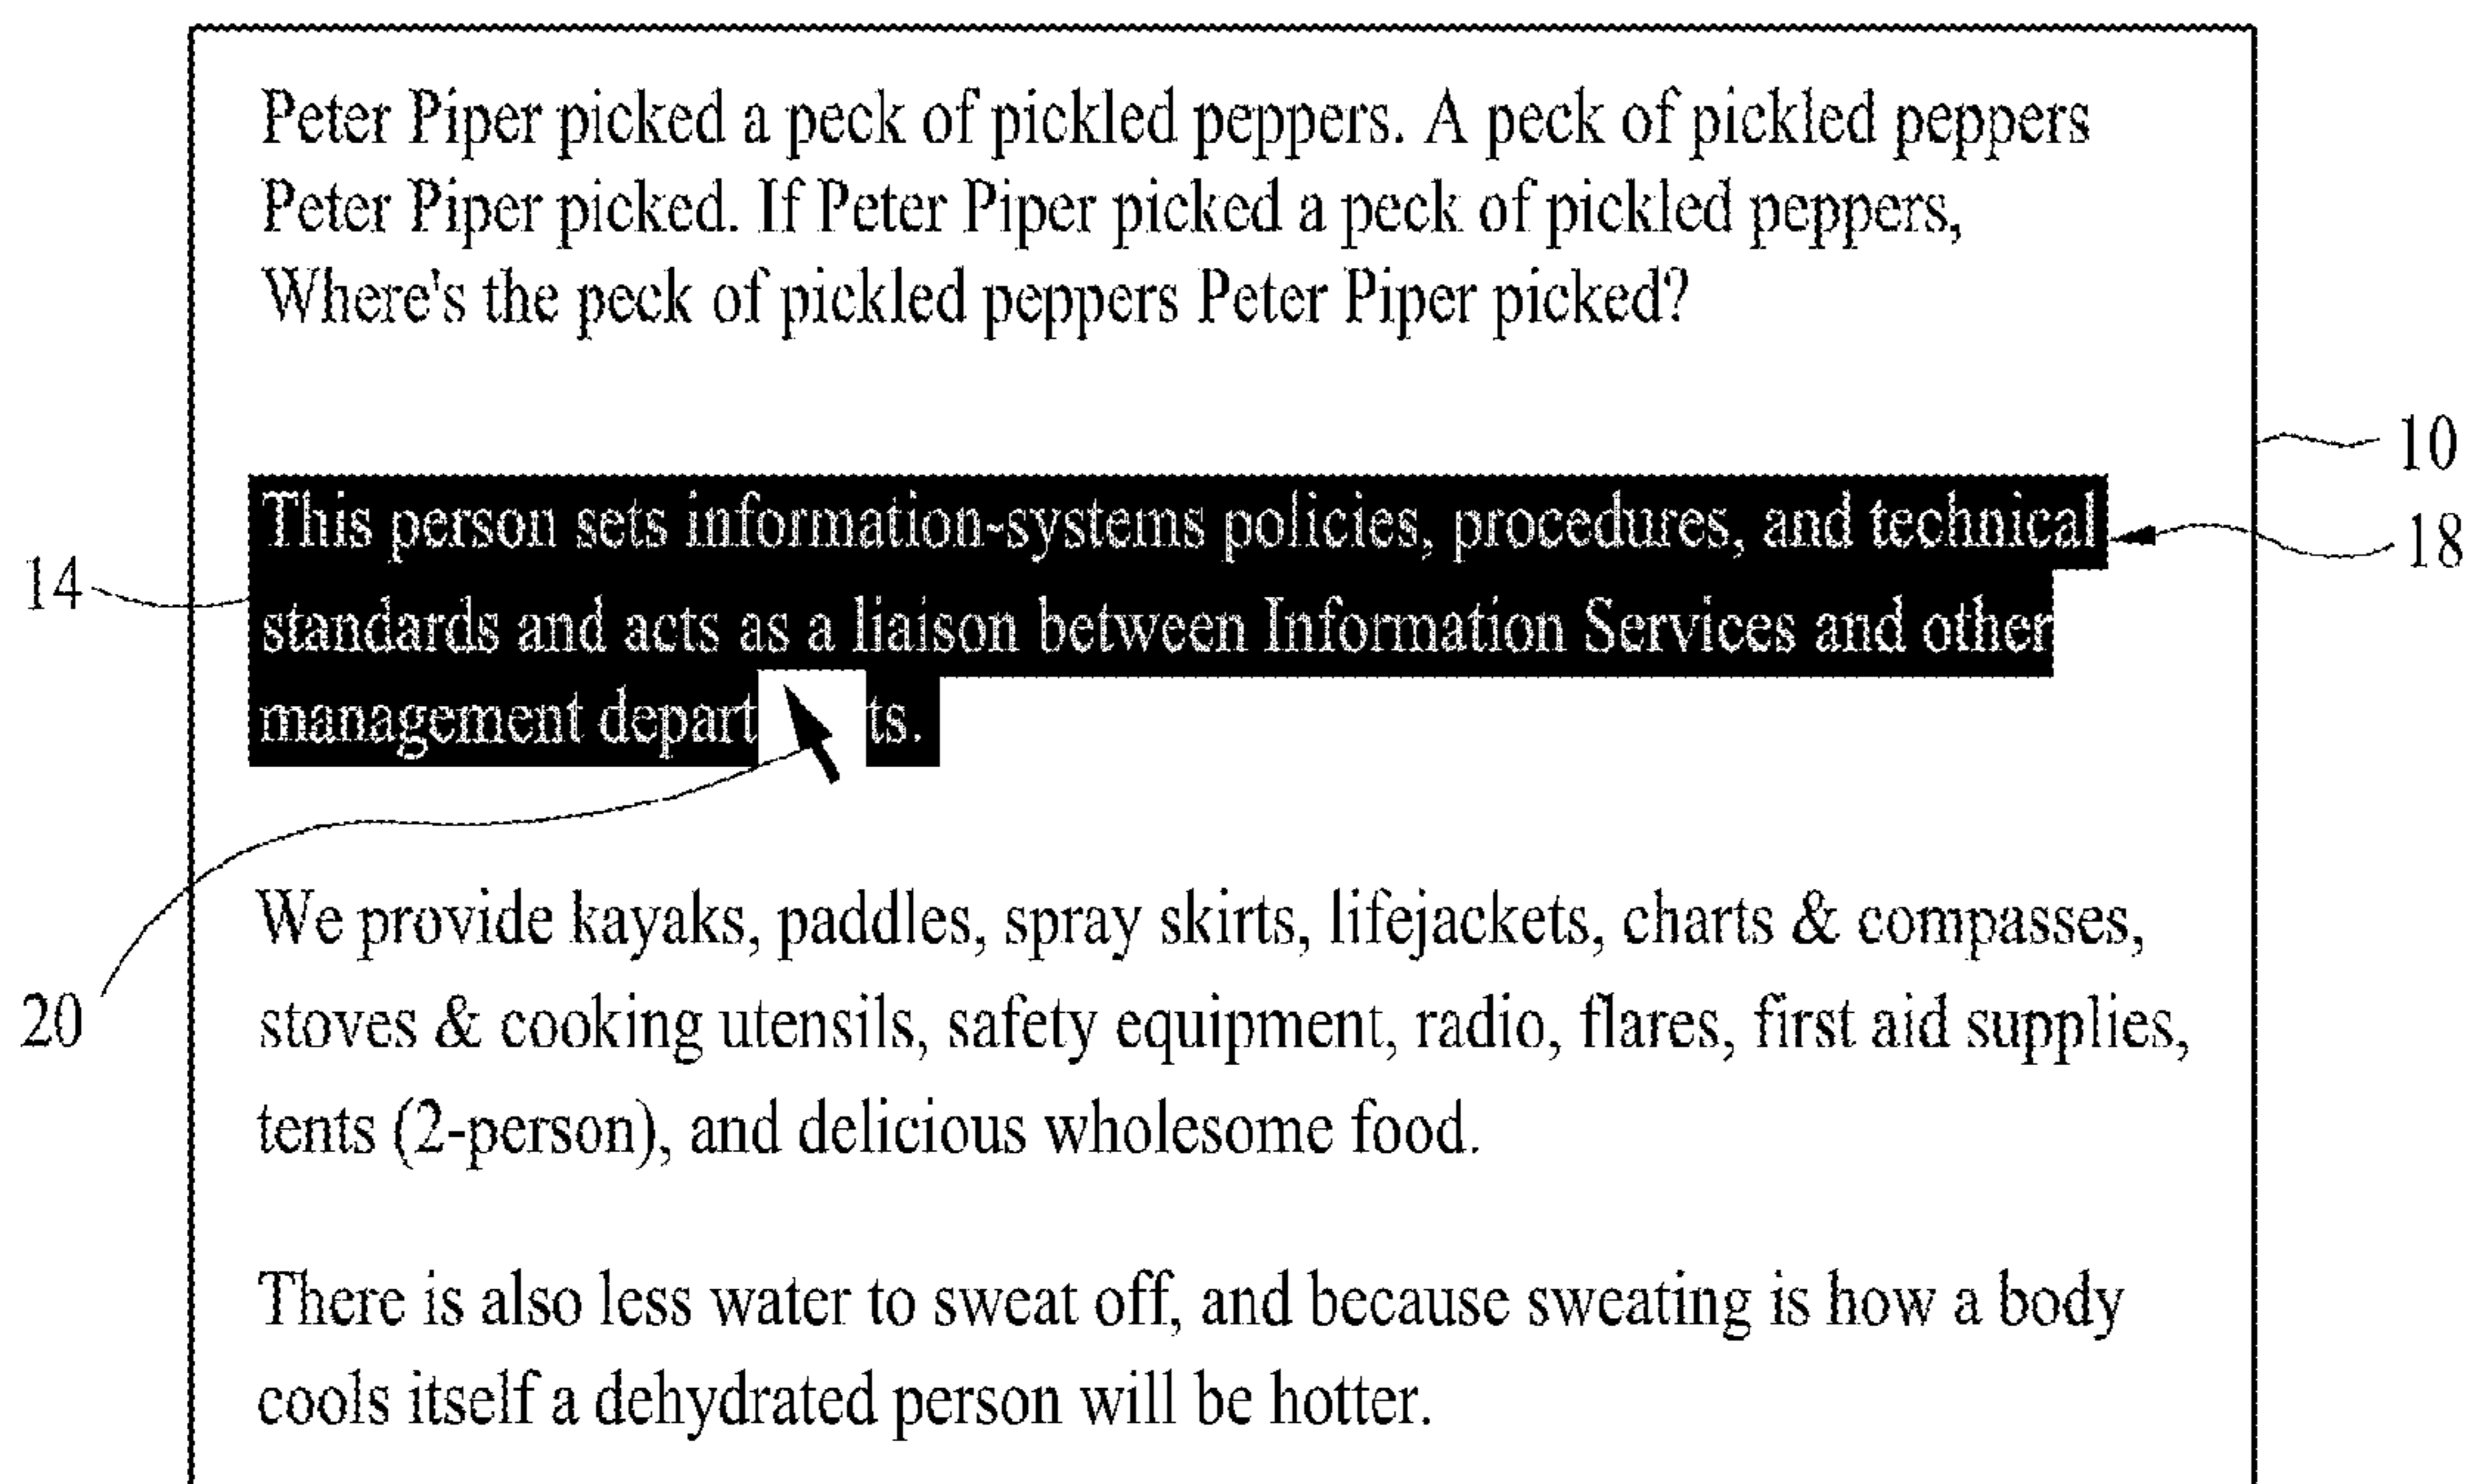 Peter Piper picked a peck of pickled peppers. A peck of pickled peppers
Peter Piper picked. If Peter Piper picked a peck of pickled peppers,
Where's the peck of pickled peppers Peter Piper picked?
10
This person sets information-systems policies, procedures, and technical
18
14
standards and acts as a liaison between Information Services and other
management depart ts.
We provide kayaks, paddles, spray skirts, lifejackets, charts & compasses,
20
stoves & cooking utensils, safety equipment, radio, flares, first aid supplies,
tents (2-person), and delicious wholesome food.
There is also less water to sweat off, and because sweating is how a body
cools itself a dehydrated person will be hotter.